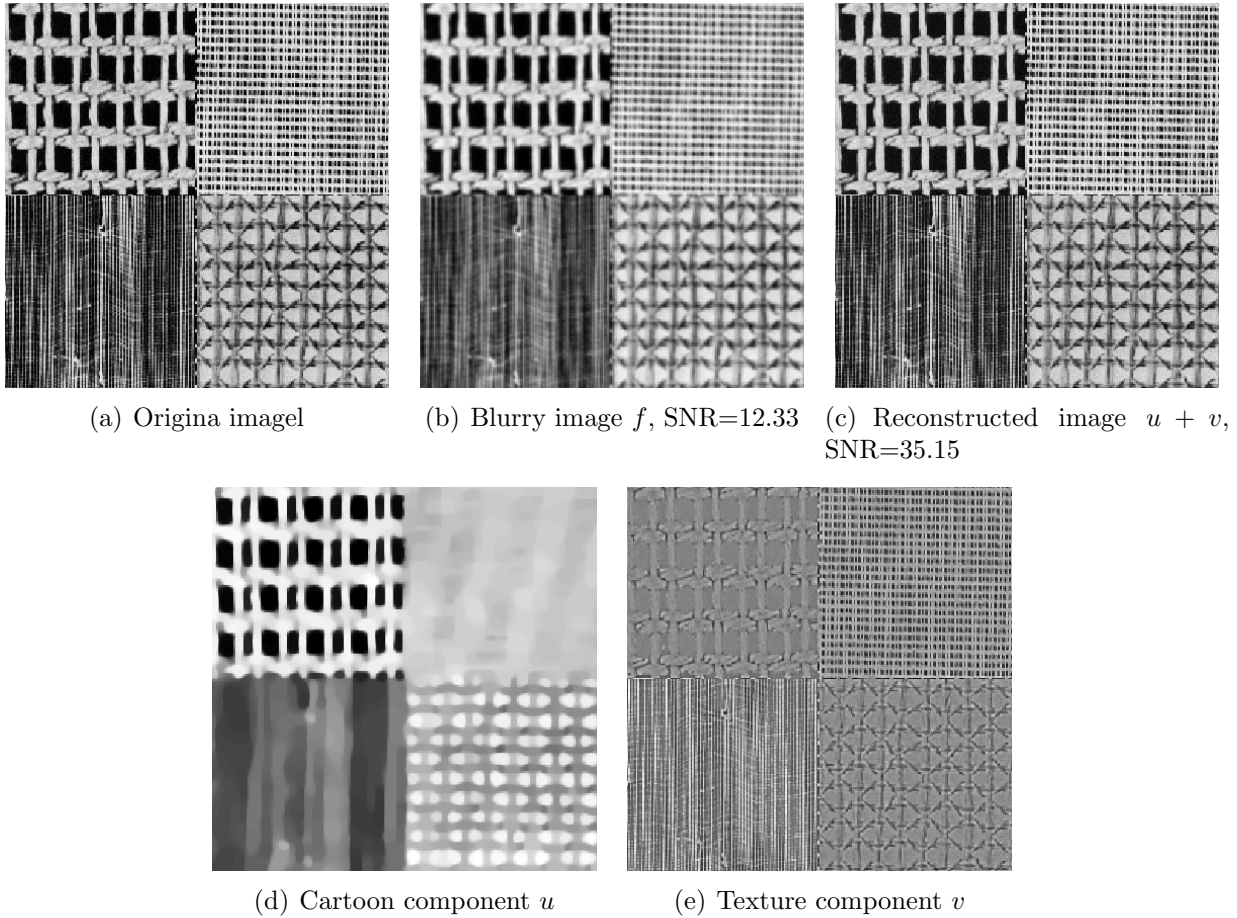 (a) Origina imagel
(b) Blurry image f, SNR=12.33
(c) Reconstructed image u + v,
SNR=35.15
(d) Cartoon component u
(e) Texture component v